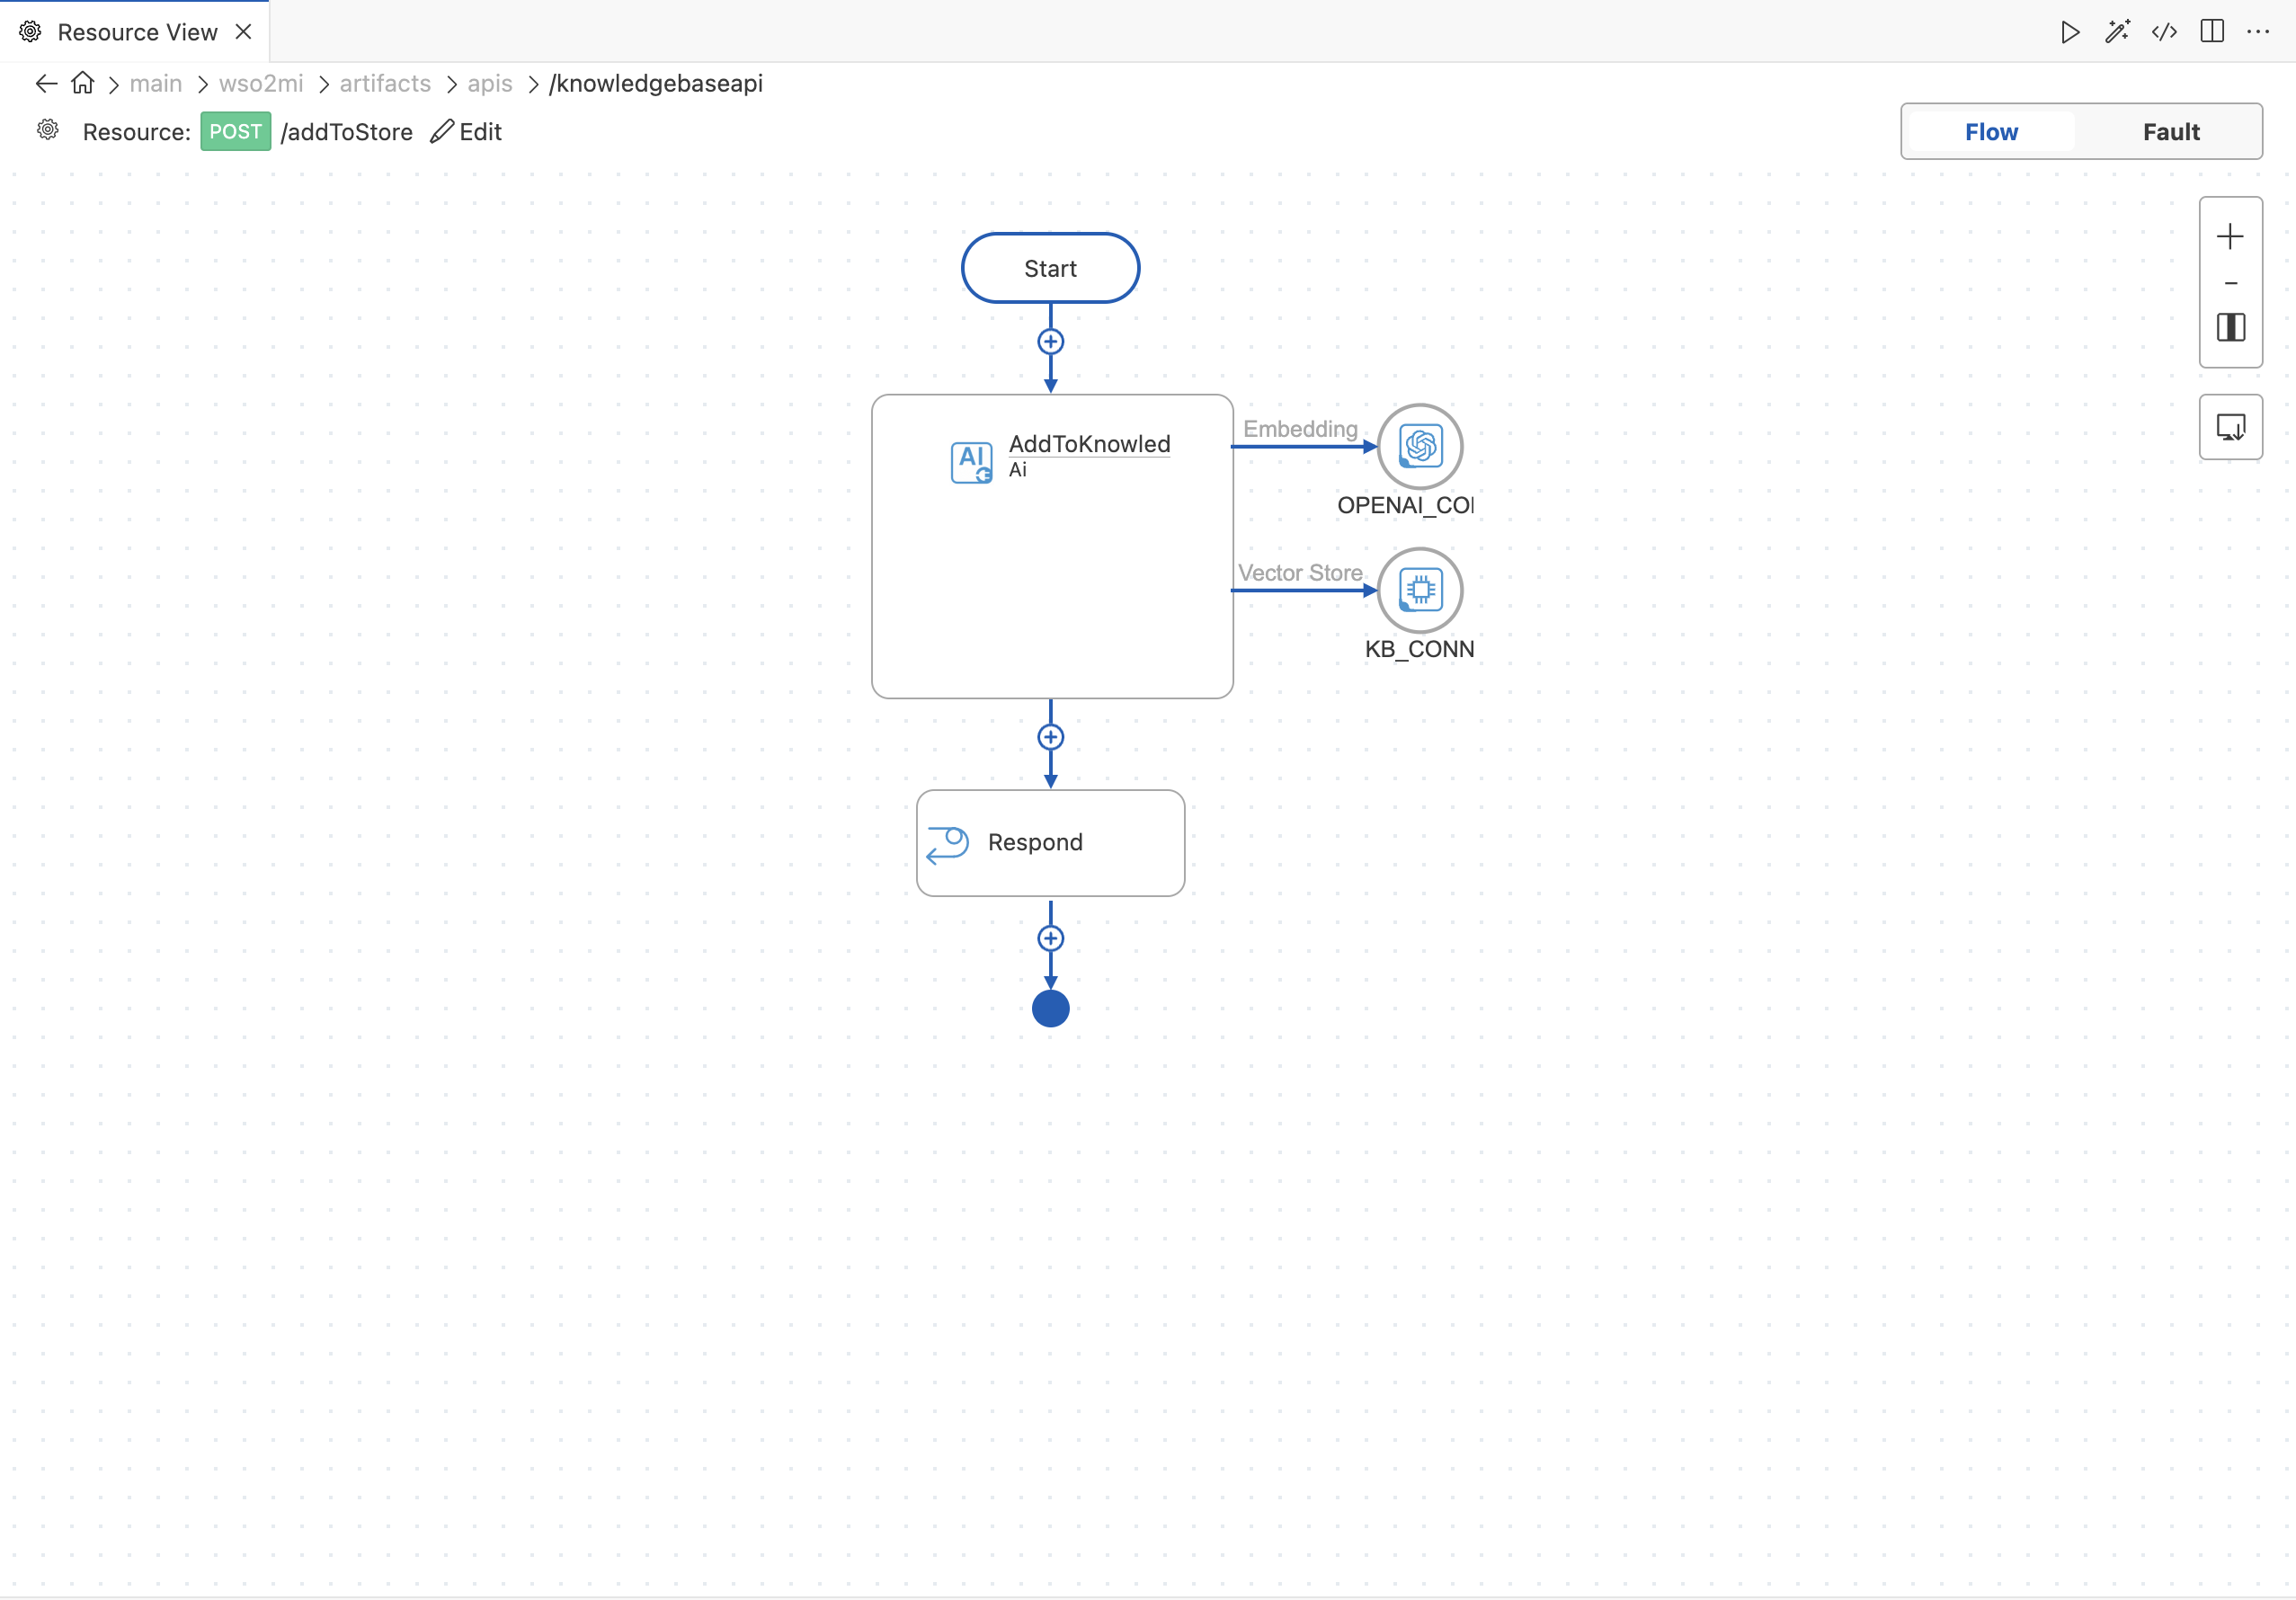 Resource View
main wso2mi artifacts apis /knowledgebaseapi
Resource: POST /addToStore Edit
Flow Fault
Start
AddToKnowled
Ai
AI
Embedding
OPENAI_CO
Vector Store
KB_CONN
Respond